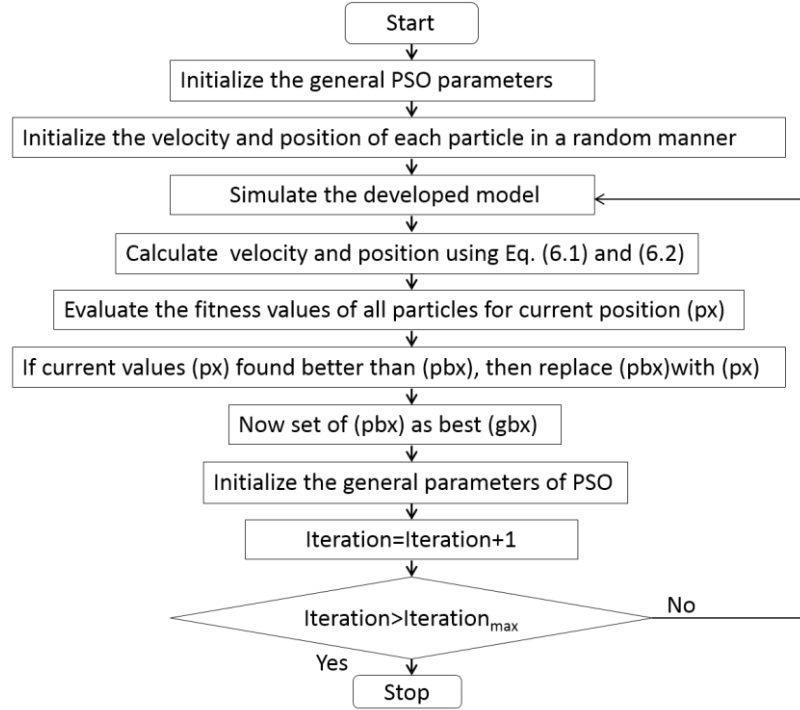 Start
Initialize the general PSO parameters
Initialize the velocity and position of each particle in a random manner
Simulate the developed model
Calculate  velocity and position using Eq. (6.1) and (6.2)
Evaluate the fitness values of all particles for current position (px)
If current values (px) found better than (pbx), then replace (pbx)with (px)
Now set of (pbx) as best (gbx)
Initialize the general parameters of PSO
Iteration=Iteration+1
Iteration>Iterationmax
No
Yes
Stop